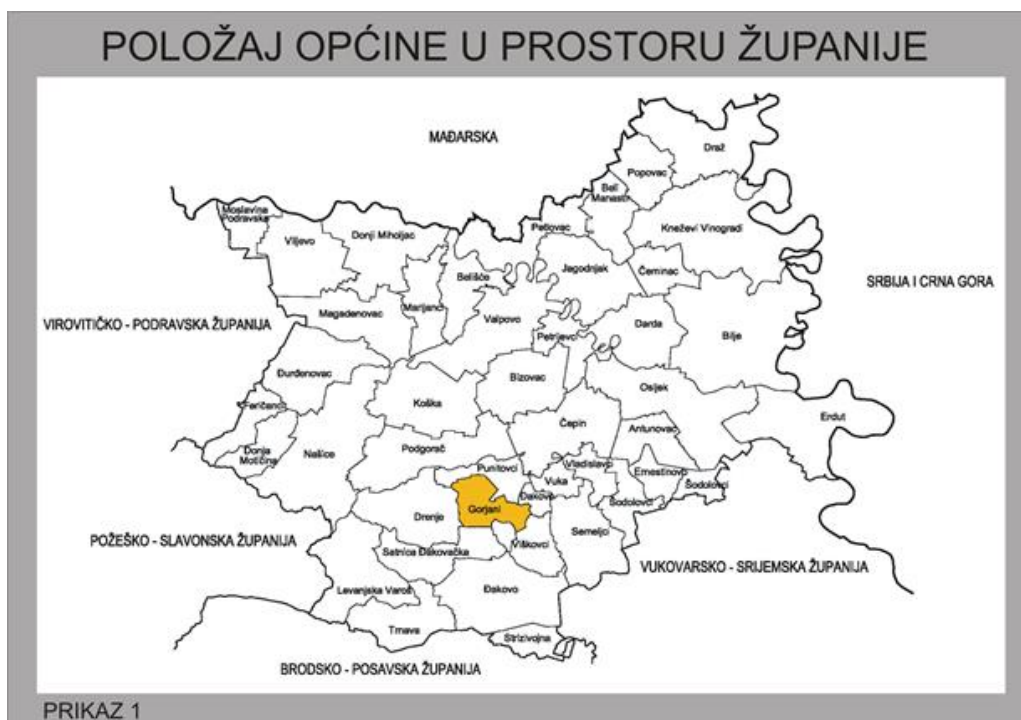 POLOŽAJ OPĆINE U PROSTORU ŽUPANIJE
MAĐARSKA
Draž
Popovac
Beli
Manastir
Moslavina
Podravska
Viljevo
Donji Miholjac
Petlovac
Kneževi Vinogradi
Belišće
Jagodnjak
Čeminac
SRBIJA I CRNA GORA
Magadenovac
Marijanci
Valpovo
VIROVITIČKO - PODRAVSKA ŽUPANIJA
Petrijevci
Darda
Bilje
Đurđenovac
Bizovac
Osijek
Feričanci
Koška
Erdut
Čepin
Antunovac
Donja
Motičina
Našice
Podgorač
Punitovci
Vladislavci
Ernestinovo
Vuka
Šodolovci
Đakovo
Šodolovci
Gorjani
Drenje
Semeljci
POŽEŠKO - SLAVONSKA ŽUPANIJA
Viškovci
Satnica Đakovačka
VUKOVARSKO - SRIJEMSKA ŽUPANIJA
Levanjska Varoš
Đakovo
Trnava
Strizivojna
BRODSKO - POSAVSKA ŽUPANIJA
PRIKAZ 1